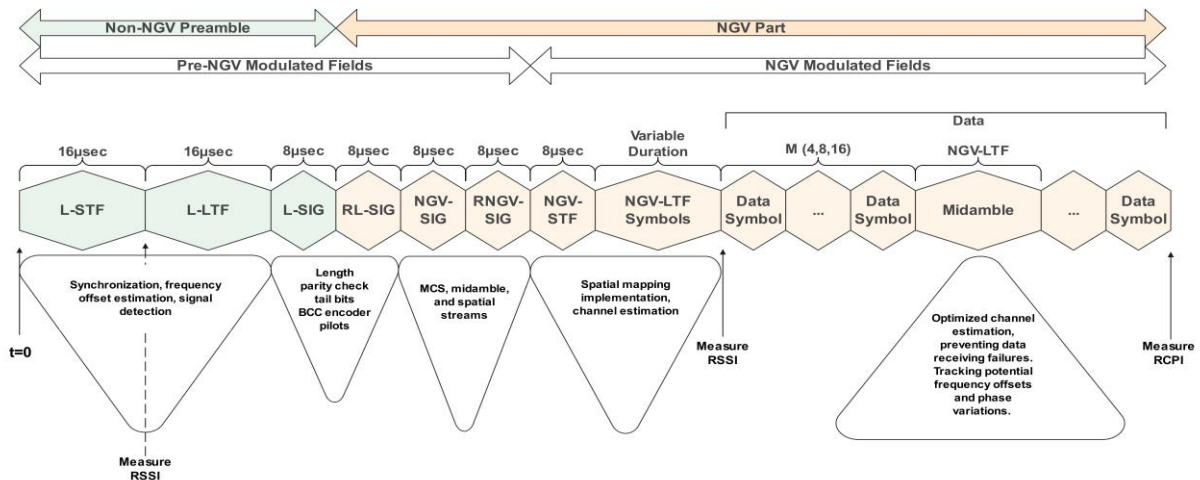 Non-NGV Preamble
NGV Part
Pre-NGV Modulated Fields
NGV Modulated Fields
Data
16μsec
16μsec
8μsec
8μsec
8μsec
8μsec
8μsec
Variable
Duration
M (4,8,16)
NGV-LTF
L-STF
L-LTF
L-SIG
RL-SIG
NGV-
SIG
RNGV-
SIG
NGV-
STF
NGV-LTF
Symbols
Data
Symbol
...
Data
Symbol
Midamble
...
Data
Symbol
Synchronization, frequency
offset estimation, signal
detection
Length
parity check
tail bits
BCC encoder
pilots
MCS, midamble,
and spatial
streams
Spatial mapping
implementation,
channel estimation
Optimized channel
estimation,
preventing data
receiving failures.
Tracking potential
frequency offsets
and phase
variations.
t=0
Measure
RSSI
Measure
RSSI
Measure
RCPI